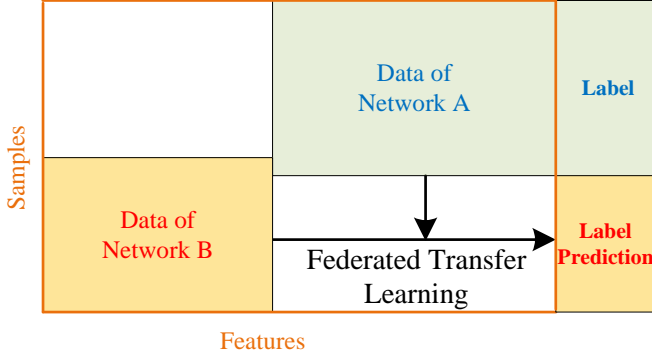 Data of
Network A
Label
Samples
Data of
Network B
Federated Transfer
Learning
Label
Prediction
Features